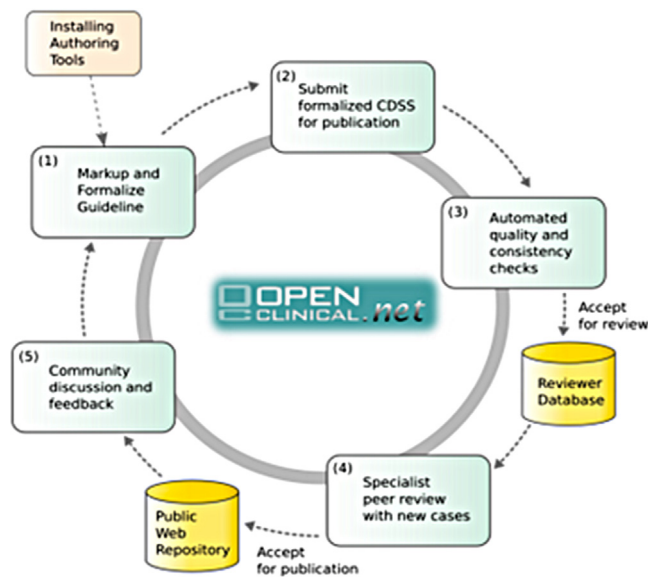 Installing
Authoring
Tools
(1)
Markup and
Formalize
Guideline
(2)
Submit
formalized CDSS
for publication
(3)
Automated
quality and
consistency
checks
Accept
for review
Reviewer
Database
(4)
Specialist
peer review
with new cases
Accept
for publication
Public
Web
Repository
(5)
Community
discussion and
feedback
OPEN
CLINICAL.net